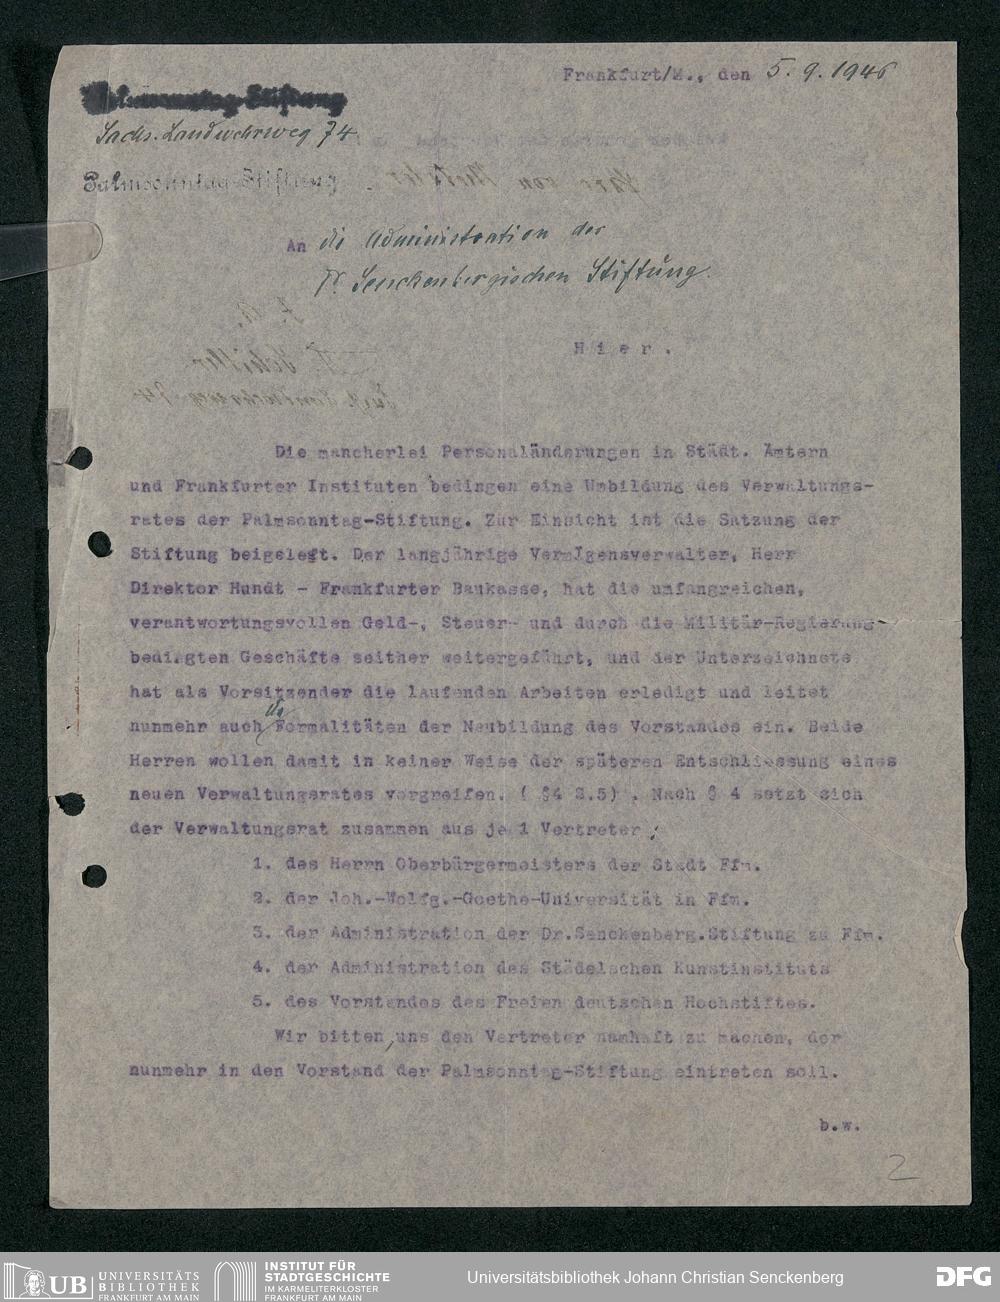 Frankfurt/M., den 5.9.1946
Palmsonntag-Stiftung
Sachs. Landwehrweg 74
Palmsonntag-Stiftung
An die Administration der
Dr. Senckenbergischen Stiftung.
Hier.
Die mancherlei Personaländerungen in Städt. Ämtern
und Frankfurter Instituten bedingen eine Umbildung des Verwaltungs-
rates der Palmsonntag-Stiftung. Zur Einsicht ist die Satzung der
Stiftung beigelegt. Der langjährige Vermögensverwalter, Herr
Direktor Hundt - Frankfurter Baukasse, hat die umfangreichen,
verantwortungsvollen Geld-, Steuer- und durch die Militär-Regierung
bedingten Geschäfte seither weitergeführt, und der Unterzeichnete
hat als Vorsitzender die laufenden Arbeiten erledigt und leitet
nunmehr auch die Formalitäten der Neubildung des Vorstandes ein. Beide
Herren wollen damit in keiner Weise der späteren Entschliessung eines
neuen Verwaltungsrates vorgreifen. ( §4 Z.5) . Nach § 4 setzt sich
der Verwaltungsrat zusammen aus je 1 Vertreter :
1. des Herrn Oberbürgermeisters der Stadt Ffm.
2. der Joh.-Wolfg.-Goethe-Universität in Ffm.
3. der Administration der Dr.Senckenberg.Stiftung zu Ffm.
4. der Administration des Städelschen Kunstinstituts
5. des Vorstandes des Freien deutschen Hochstiftes.
Wir bitten, uns den Vertreter namhaft zu machen, der
nunmehr in den Vorstand der Palmsonntag-Stiftung eintreten soll.
b.w.
2
UB UNIVERSITÄTS
BIBLIOTHEK
FRANKFURT AM MAIN
INSTITUT FÜR
STADTGESCHICHTE
IM KARMELITERKLOSTER
FRANKFURT AM MAIN
Universitätsbibliothek Johann Christian Senckenberg
DFG